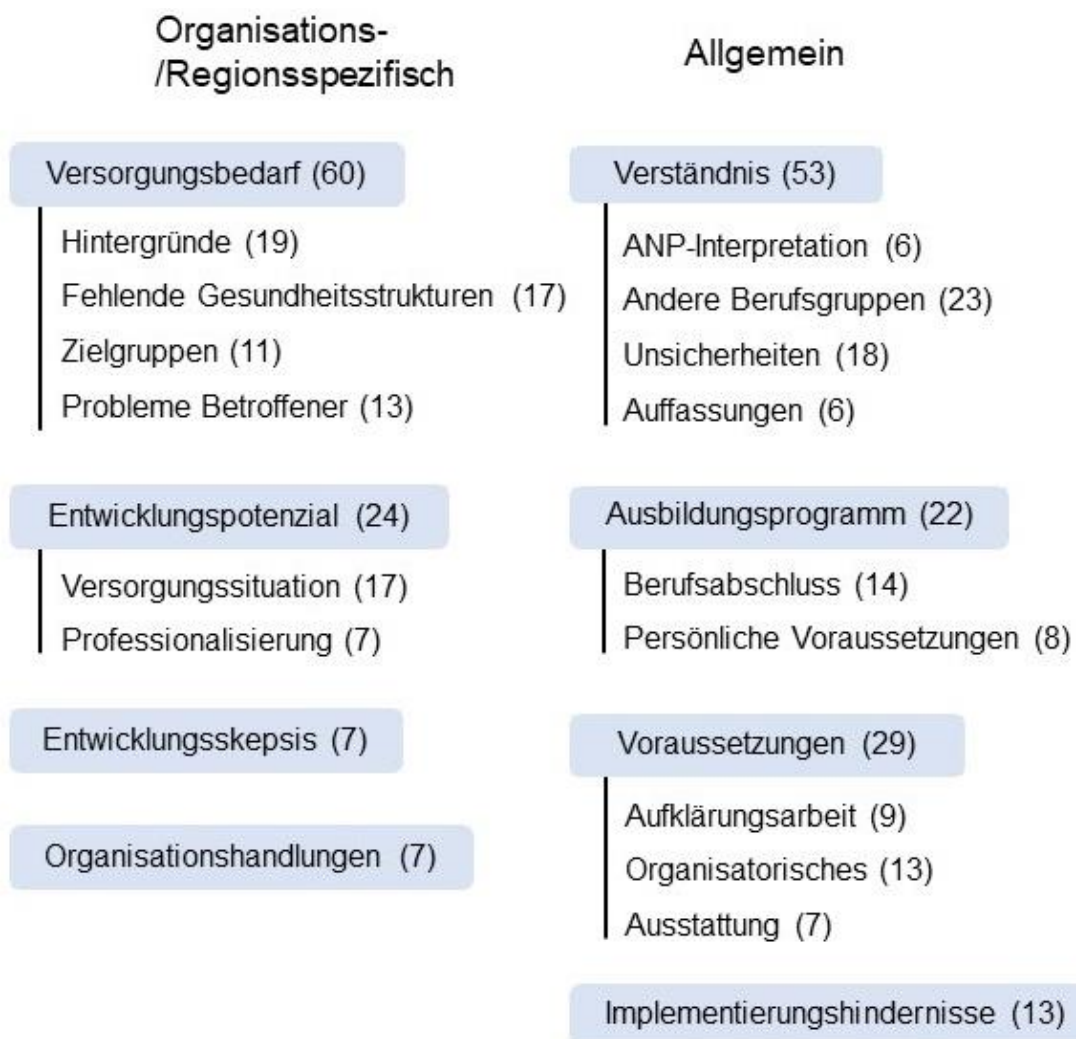 Organisations-
/Regionsspezifisch
Versorgungsbedarf (60)
Hintergründe (19)
Fehlende Gesundheitsstrukturen (17)
Zielgruppen (11)
Probleme Betroffener (13)
Entwicklungspotenzial (24)
Versorgungssituation (17)
Professionalisierung (7)
Entwicklungsskepsis (7)
Organisationshandlungen (7)
Allgemein
Verständnis (53)
ANP-Interpretation (6)
Andere Berufsgruppen (23)
Unsicherheiten (18)
Auffassungen (6)
Ausbildungsprogramm (22)
Berufsabschluss (14)
Persönliche Voraussetzungen (8)
Voraussetzungen (29)
Aufklärungsarbeit (9)
Organisatorisches (13)
Ausstattung (7)
Implementierungshindernisse (13)